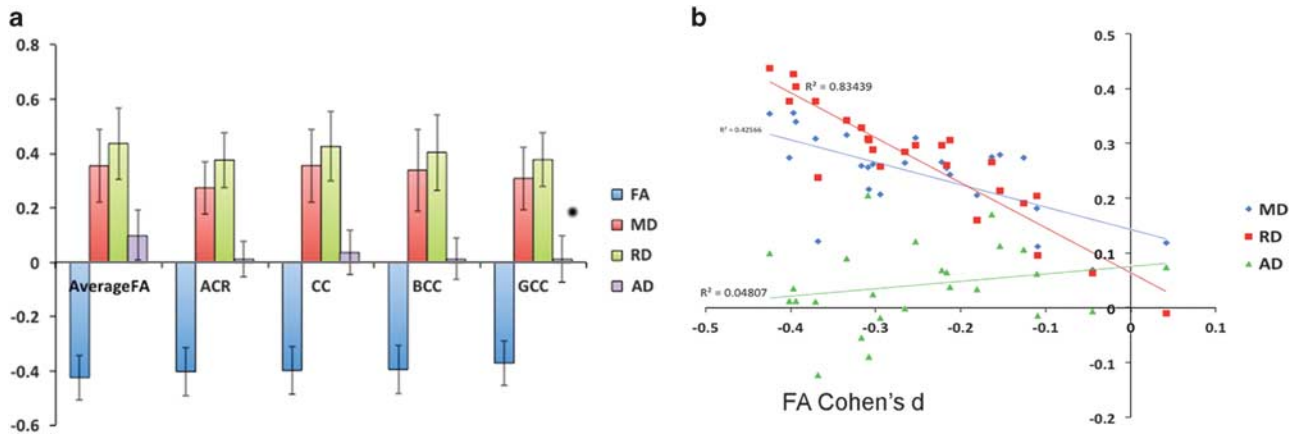 a
0.8
0.6
0.4
0.2
0
-0.2
-0.4
-0.6
AverageFA ACR CC BCC GCC
FA
MD
RD
AD
b
0.5
0.4
0.3
0.2
0.1
0
-0.1
-0.2
-0.5 -0.4 -0.3 -0.2 -0.1 0 0.1
R² = 0.83439
R² = 0.42566
R² = 0.04807
FA Cohen's d
MD
RD
AD